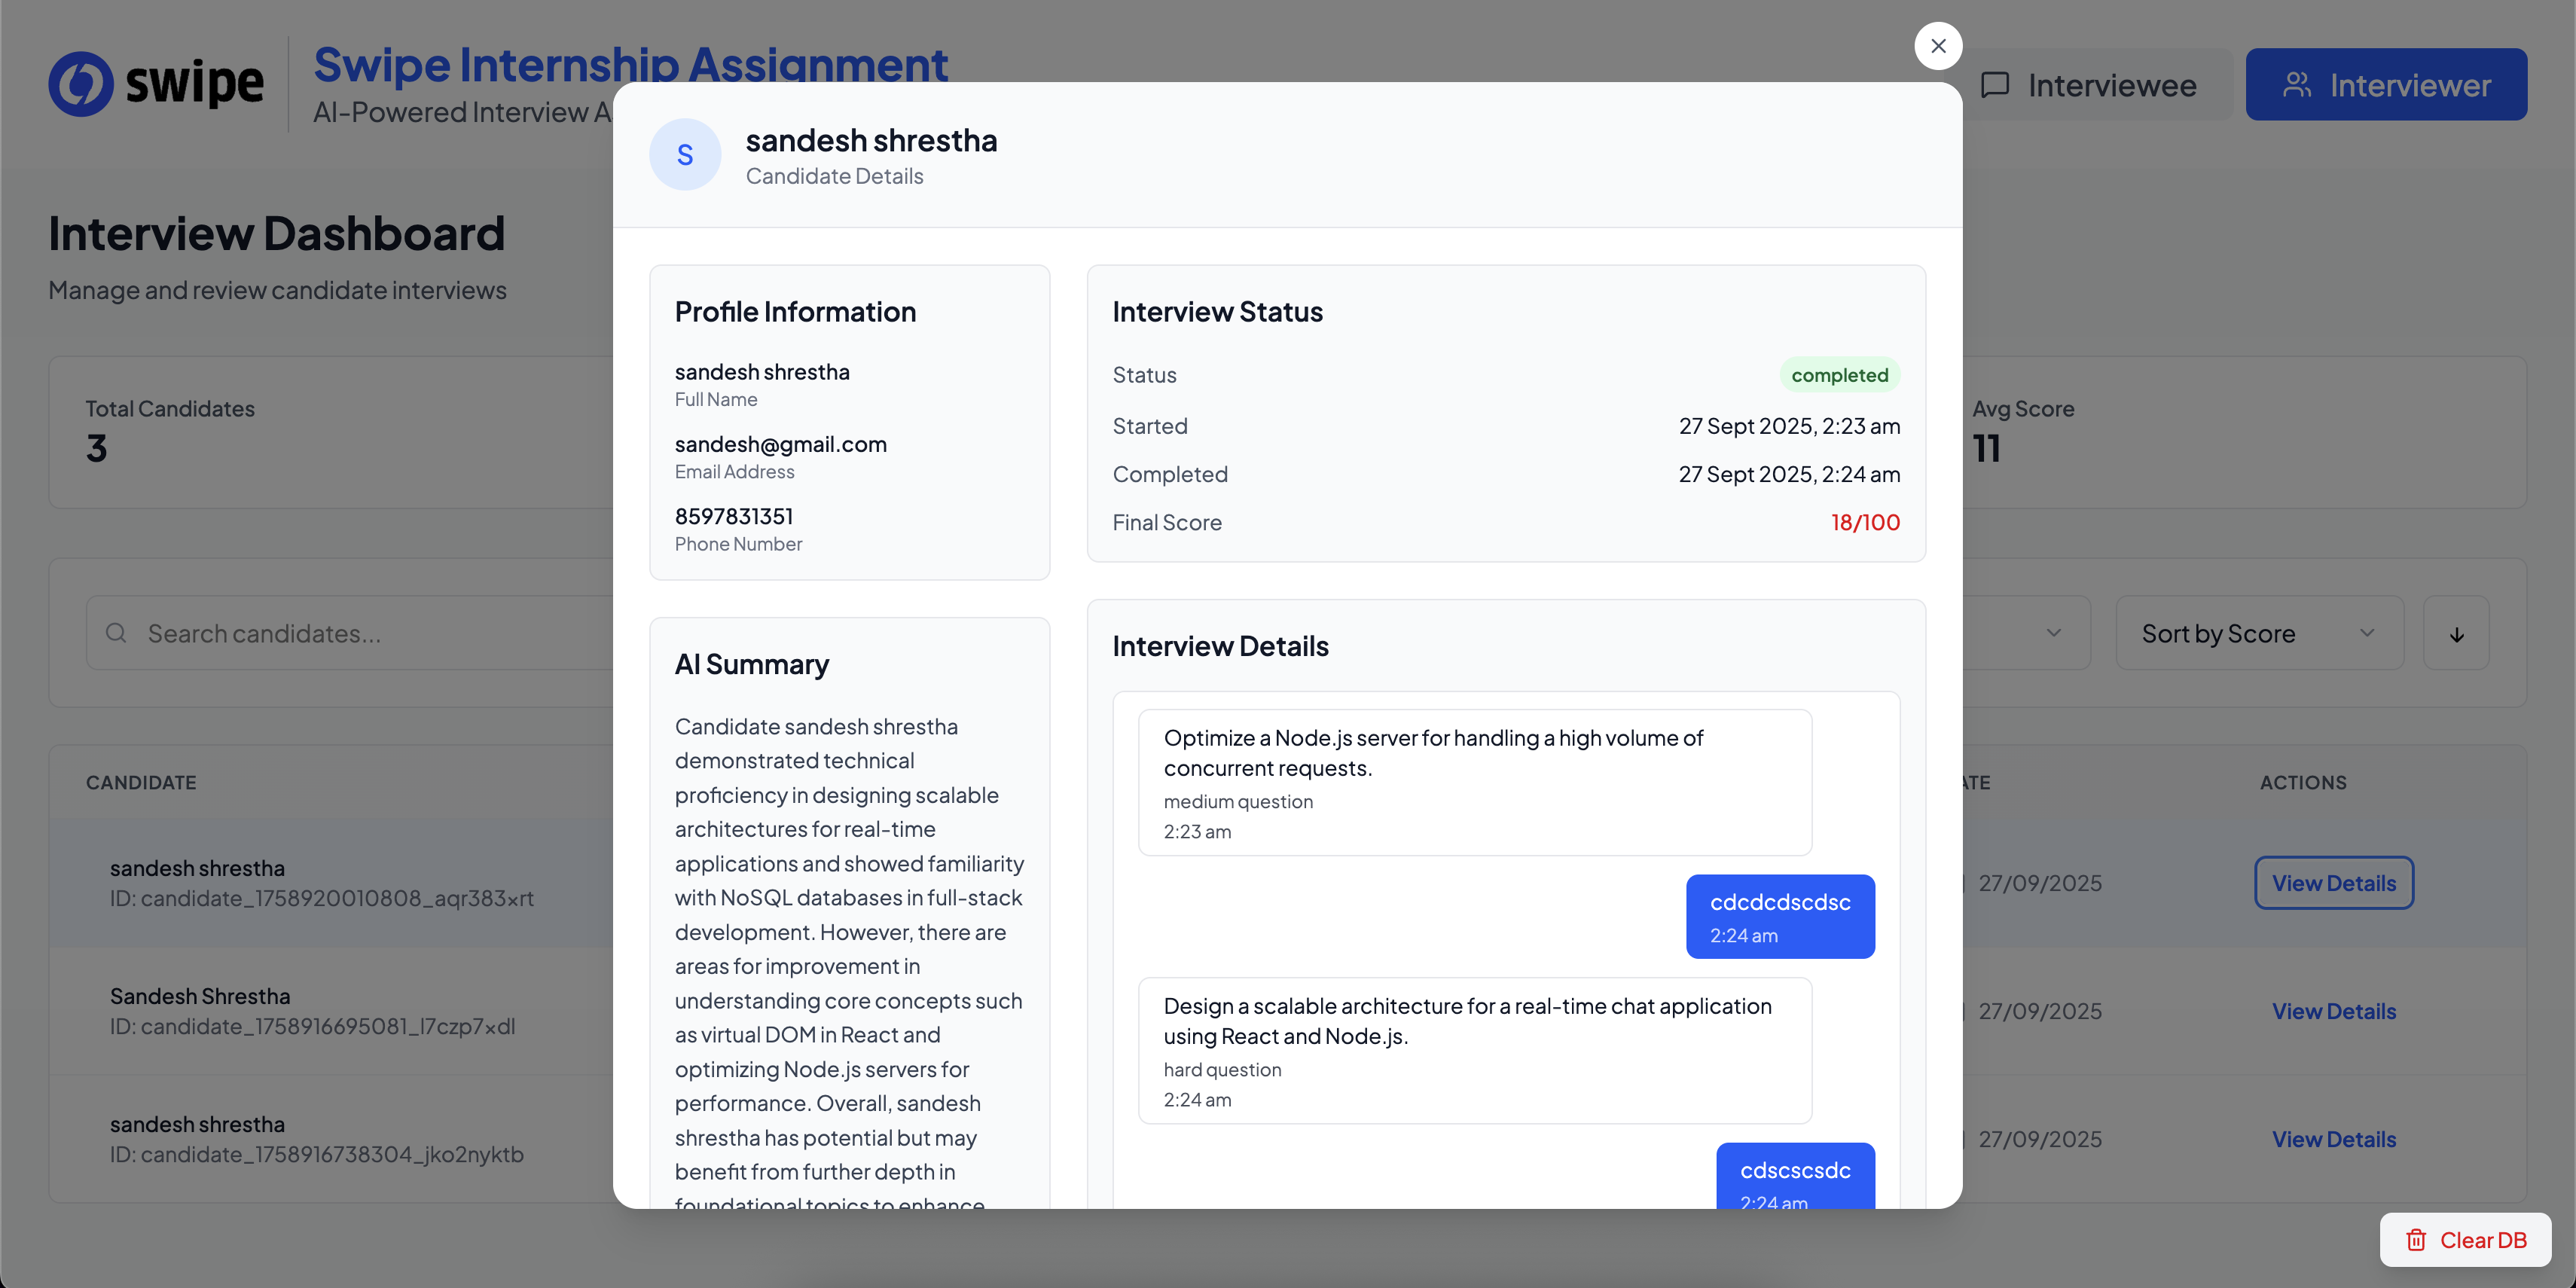 swipe
Swipe Internship Assignment
AI-Powered Interview A
Interviewee
Interviewer
Interview Dashboard
Manage and review candidate interviews
Total Candidates
3
Avg Score
11
Search candidates...
Sort by Score
CANDIDATE
ACTIONS
sandesh shrestha
ID: candidate_1758920010808_aqr383xrt
27/09/2025
View Details
Sandesh Shrestha
ID: candidate_1758916695081_l7czp7xdl
27/09/2025
View Details
sandesh shrestha
ID: candidate_1758916738304_jko2nyktb
27/09/2025
View Details
S
sandesh shrestha
Candidate Details
Profile Information
sandesh shrestha
Full Name
sandesh@gmail.com
Email Address
8597831351
Phone Number
AI Summary
Candidate sandesh shrestha
demonstrated technical
proficiency in designing scalable
architectures for real-time
applications and showed familiarity
with NoSQL databases in full-stack
development. However, there are
areas for improvement in
understanding core concepts such
as virtual DOM in React and
optimizing Node.js servers for
performance. Overall, sandesh
shrestha has potential but may
benefit from further depth in
foundational topics to enhance
Interview Status
Status
completed
Started
27 Sept 2025, 2:23 am
Completed
27 Sept 2025, 2:24 am
Final Score
18/100
Interview Details
Optimize a Node.js server for handling a high volume of
concurrent requests.
medium question
2:23 am
cdcdcdscdsc
2:24 am
Design a scalable architecture for a real-time chat application
using React and Node.js.
hard question
2:24 am
cdscscsdc
2:24 am
Clear DB